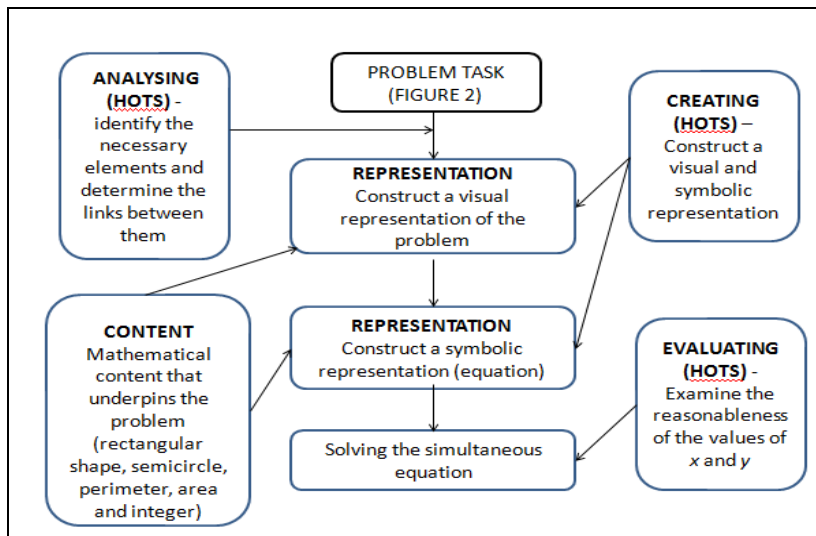 PROBLEM TASK
(FIGURE 2)
ANALYSING
(HOTS) -
identify the
necessary
elements and
determine the
links between
them
CREATING
(HOTS) –
Construct a
visual and
symbolic
representation
REPRESENTATION
Construct a visual
representation of the
problem
CONTENT
Mathematical
content that
underpins the
problem
(rectangular
shape, semicircle,
perimeter, area
and integer)
REPRESENTATION
Construct a symbolic
representation (equation)
EVALUATING
(HOTS) -
Examine the
reasonableness
of the values of
x and y
Solving the simultaneous
equation